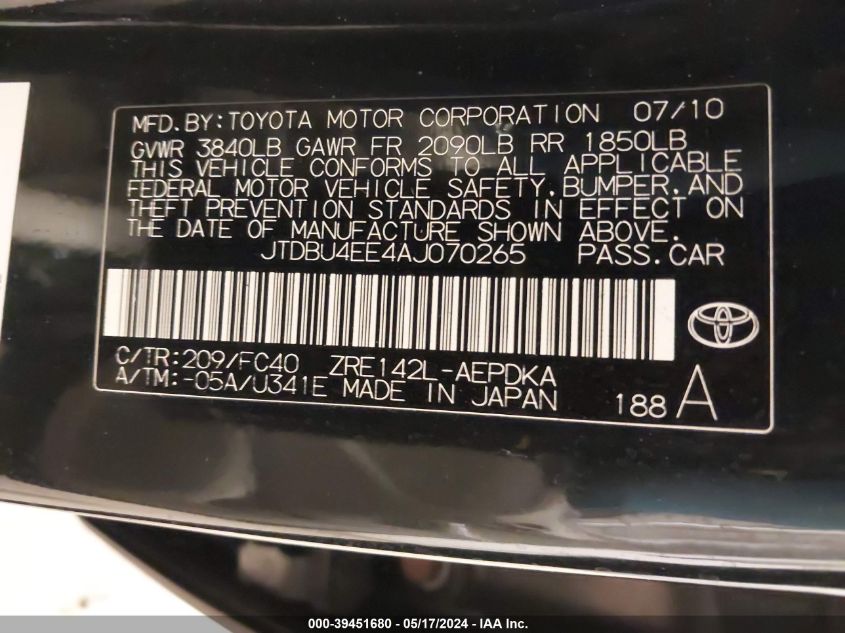 MFD.BY:TOYOTA MOTOR CORPORATION 07/10
GVWR 3840LB GAWR FR 2090LB RR 1850LB
THIS VEHICLE CONFORMS TO ALL APPLICABLE
FEDERAL MOTOR VEHICLE SAFETY,BUMPER,AND
THEFT PREVENTION STANDARDS IN EFFECT ON
THE DATE OF MANUFACTURE SHOWN ABOVE.
JTDBU4EE4AJ070265 PASS.CAR
C/TR:209/FC40 ZRE142L-AEPDKA
A/TM:-05A/U341E MADE IN JAPAN 188 A
000-39451680 - 05/17/2024 - IAA Inc.